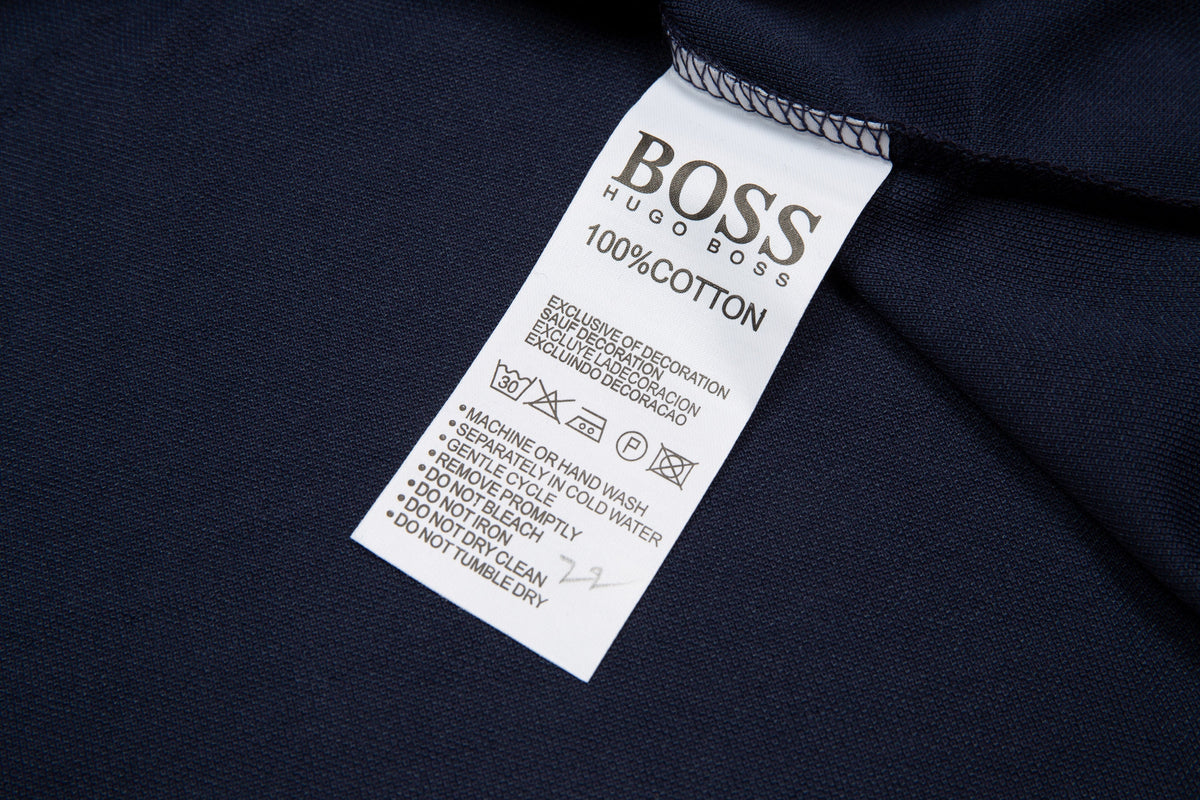 BOSS
HUGO BOSS
100%COTTON
EXCLUSIVE OF DECORATION
SAUF DECORATION
EXCLUYE LADECORACION
EXCLUINDO DECORACAO
30 P
•MACHINE OR HAND WASH
•SEPARATELY IN COLD WATER
•GENTLE CYCLE
•REMOVE PROMPTLY
•DO NOT BLEACH
•DO NOT IRON
•DO NOT DRY CLEAN
•DO NOT TUMBLE DRY